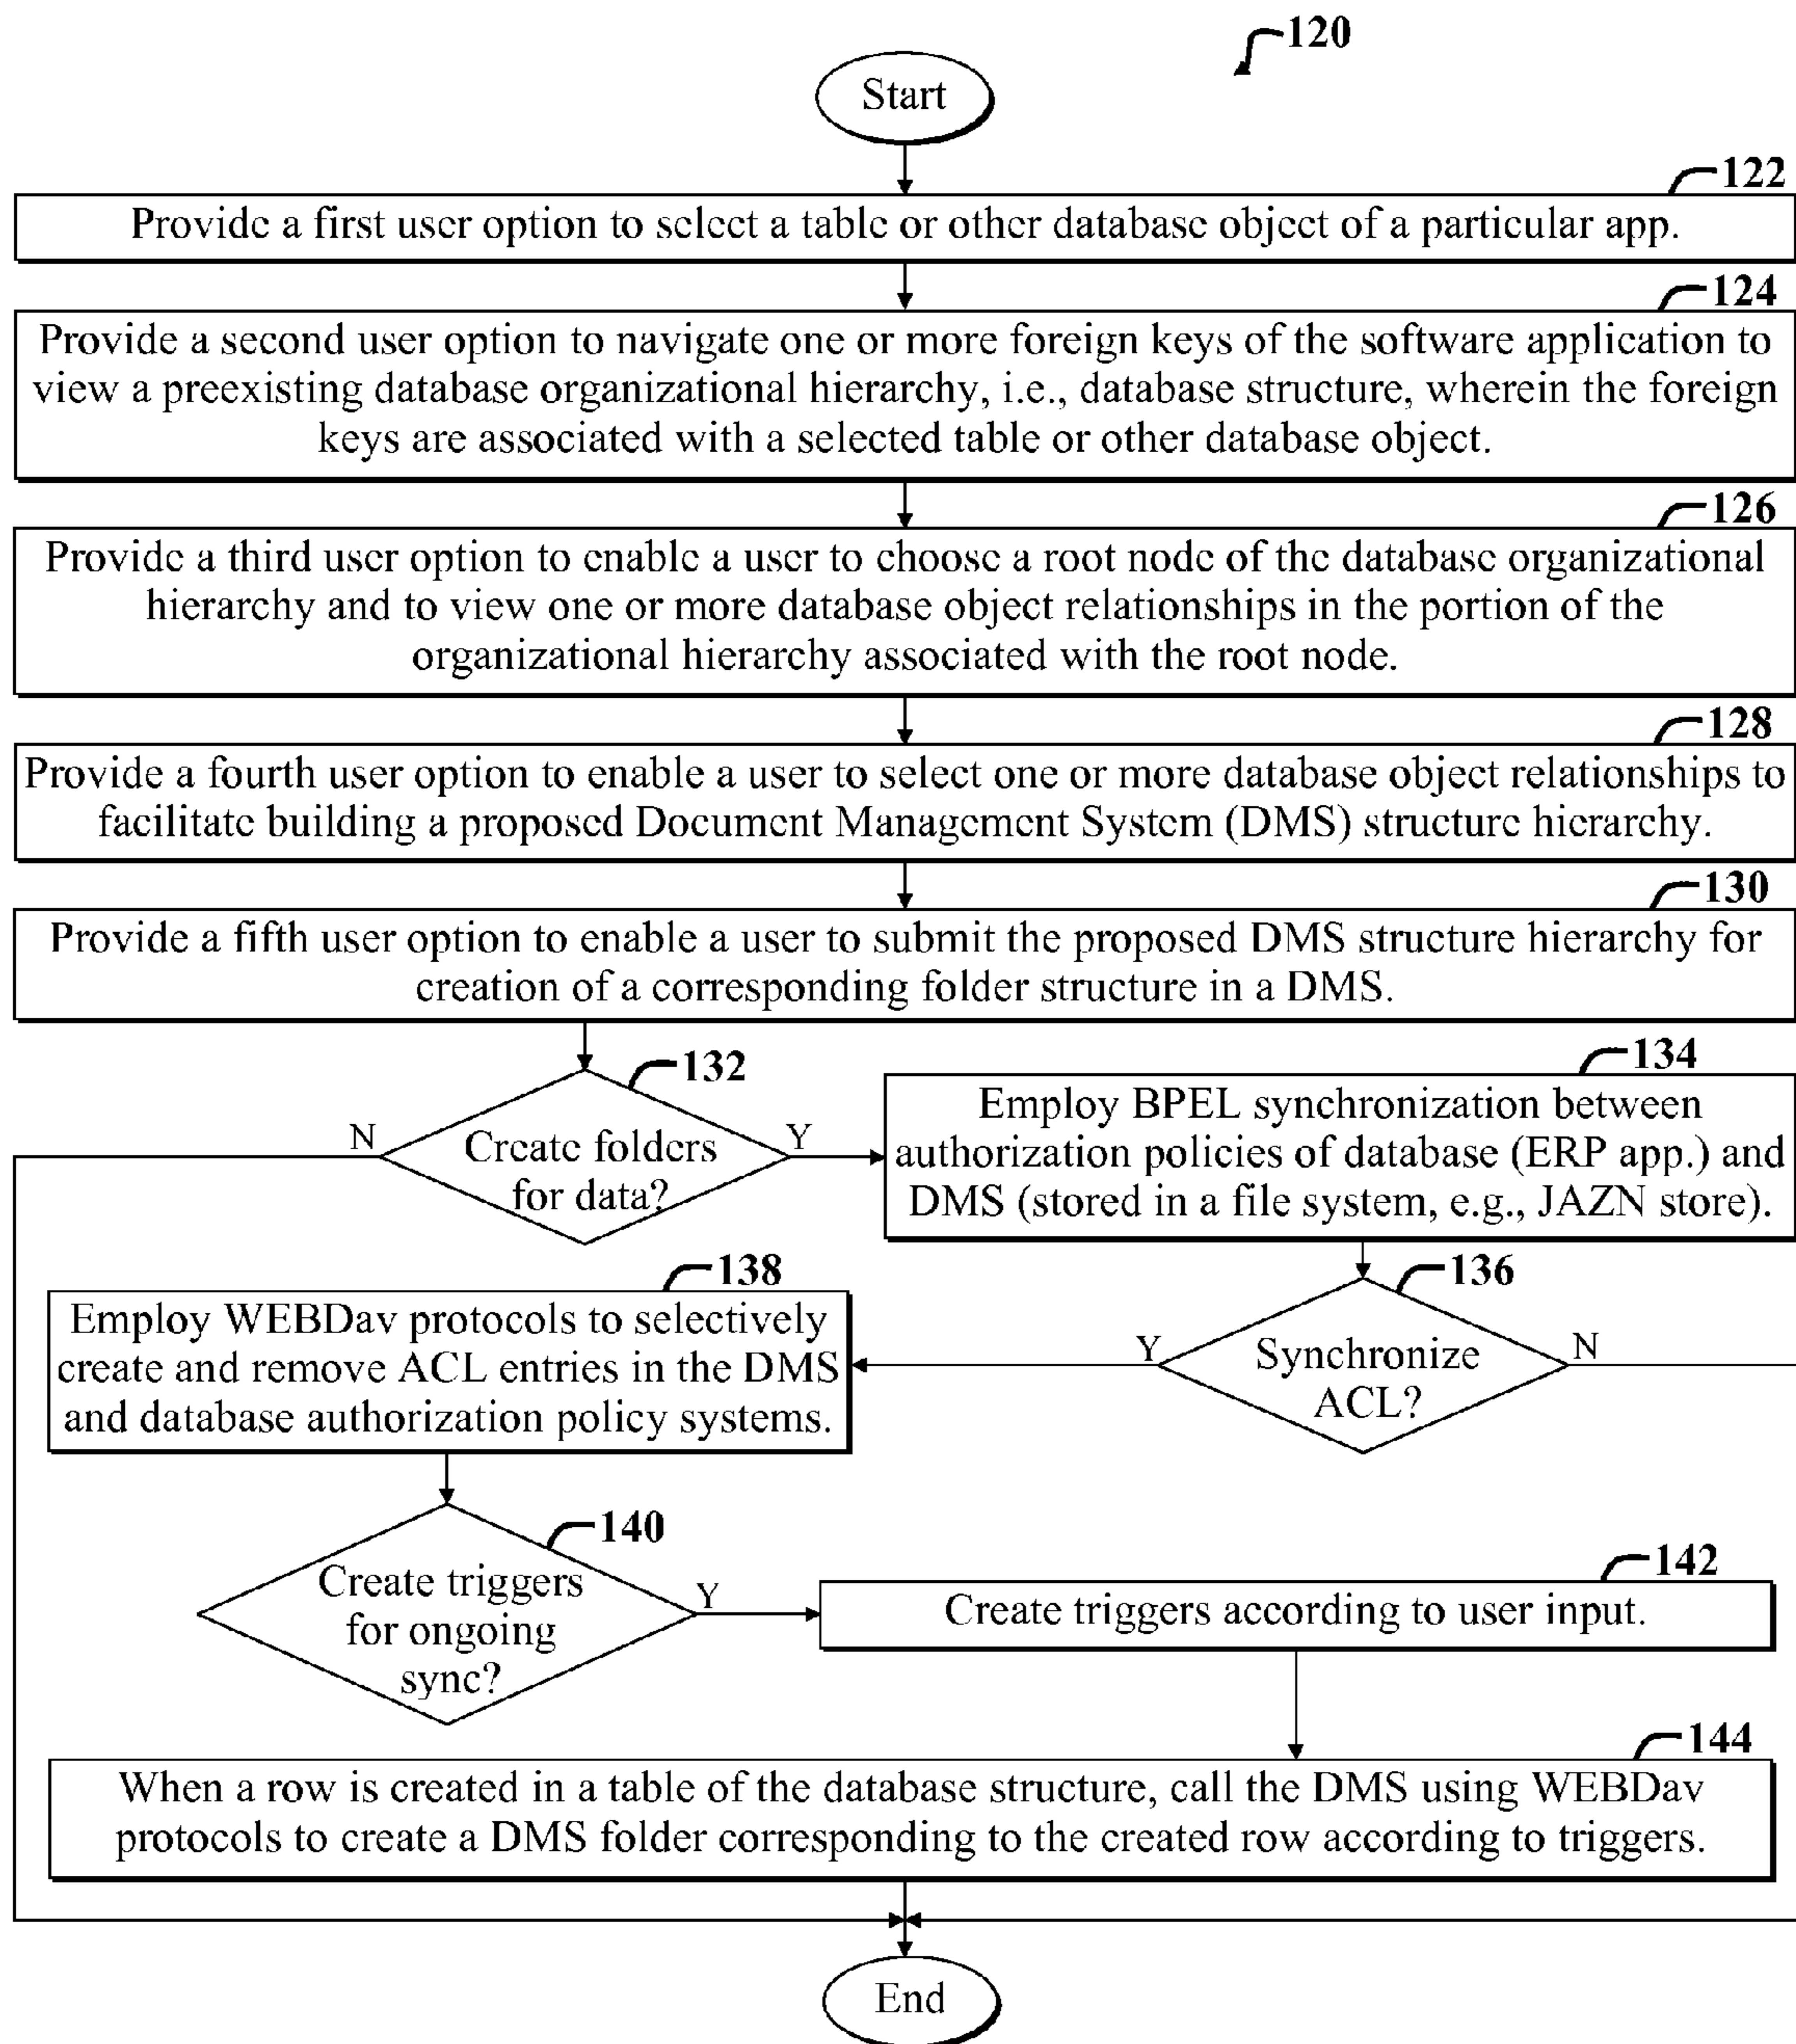 120
Start
122
Provide a first user option to select a table or other database object of a particular app.
124
Provide a second user option to navigate one or more foreign keys of the software application to
view a preexisting database organizational hierarchy, i.e., database structure, wherein the foreign
keys are associated with a selected table or other database object.
126
Provide a third user option to enable a user to choose a root node of the database organizational
hierarchy and to view one or more database object relationships in the portion of the
organizational hierarchy associated with the root node.
128
Provide a fourth user option to enable a user to select one or more database object relationships to
facilitate building a proposed Document Management System (DMS) structure hierarchy.
130
Provide a fifth user option to enable a user to submit the proposed DMS structure hierarchy for
creation of a corresponding folder structure in a DMS.
132
N
Create folders
for data?
Y
134
Employ BPEL synchronization between
authorization policies of database (ERP app.) and
DMS (stored in a file system, e.g., JAZN store).
136
Y
Synchronize
ACL?
N
138
Employ WEBDav protocols to selectively
create and remove ACL entries in the DMS
and database authorization policy systems.
140
Create triggers
for ongoing
sync?
Y
142
Create triggers according to user input.
144
When a row is created in a table of the database structure, call the DMS using WEBDav
protocols to create a DMS folder corresponding to the created row according to triggers.
End